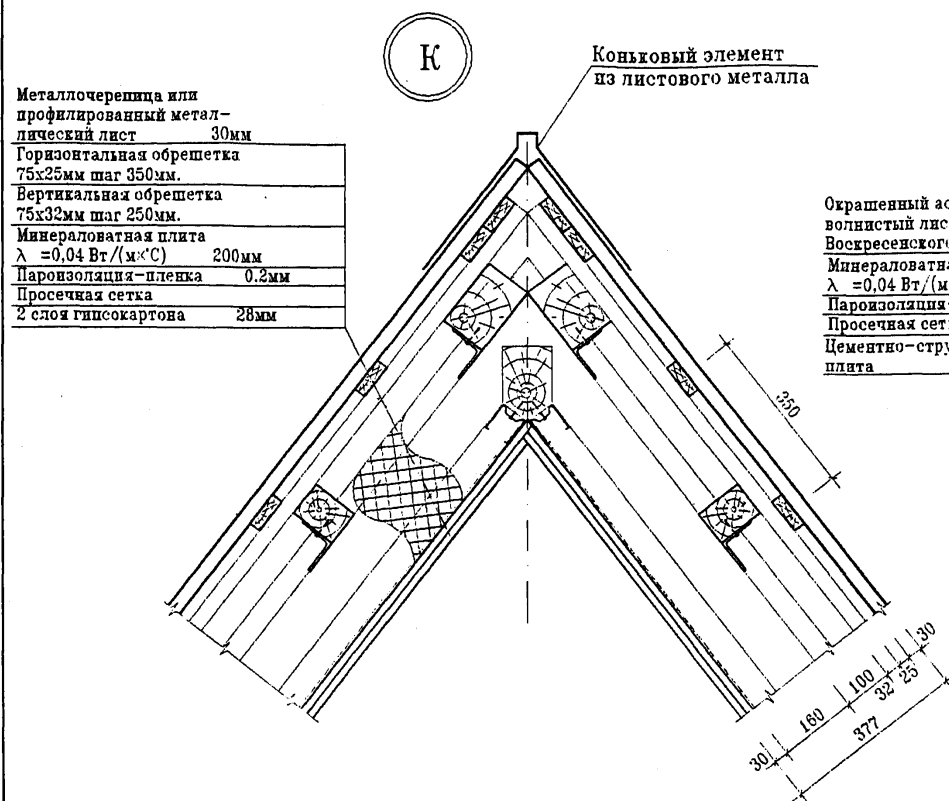 К
Коньковый элемент
из листового металла
Металлочерепица или
профилированный метал-
лический лист 30мм
Горизонтальная обрешетка
75х25мм шаг 350мм.
Вертикальная обрешетка
75х32мм шаг 250мм.
Минераловатная плита
λ =0,04 Вт/(м×°С) 200мм
Пароизоляция-пленка 0.2мм
Просечная сетка
2 слоя гипсокартона 28мм
Окрашенный
волнистый
Воскресенского
Минераловатна
λ =0,04 Вт/(м
Пароизоляция-
Просечная сет
Цементно-стру
плита
350
30
25
32
100
160
30
377